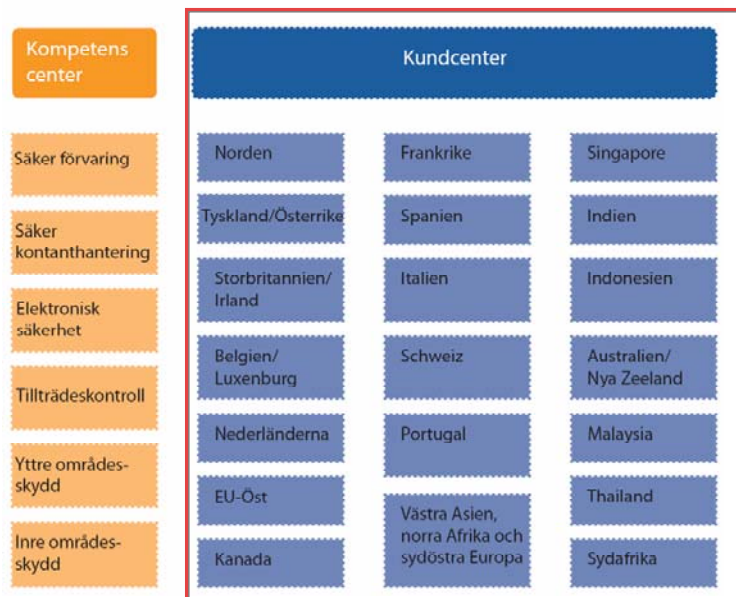 Kompetens
center
Säker förvaring
Säker
kontanthantering
Elektronisk
säkerhet
Tillträdeskontroll
Yttre områdes-
skydd
Inre områdes-
skydd
Kundcenter
Norden
Tyskland/Österrike
Storbritannien/
Irland
Belgien/
Luxenburg
Nederländerna
EU-Öst
Kanada
Frankrike
Spanien
Italien
Schweiz
Portugal
Västra Asien,
norra Afrika och
sydöstra Europa
Singapore
Indien
Indonesien
Australien/
Nya Zeeland
Malaysia
Thailand
Sydafrika